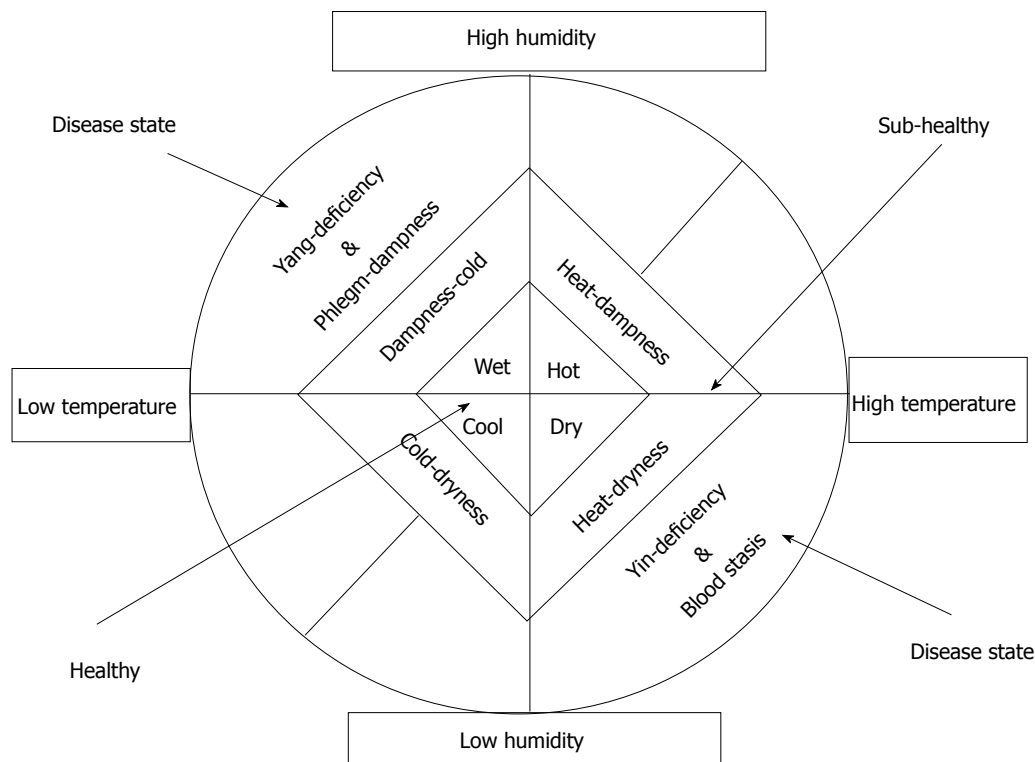 High humidity
Disease state
Sub-healthy
Yang-deficiency
&
Phlegm-dampness
Dampness-cold
Heat-dampness
Wet
Hot
Low temperature
High temperature
Cool
Dry
Cold-dryness
Heat-dryness
Yin-deficiency
&
Blood stasis
Healthy
Disease state
Low humidity